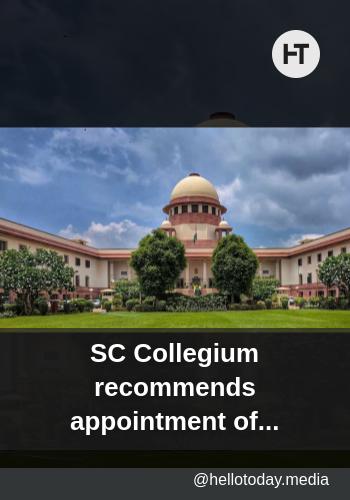 HT
SC Collegium
recommends
appointment of...
@hellotoday.media